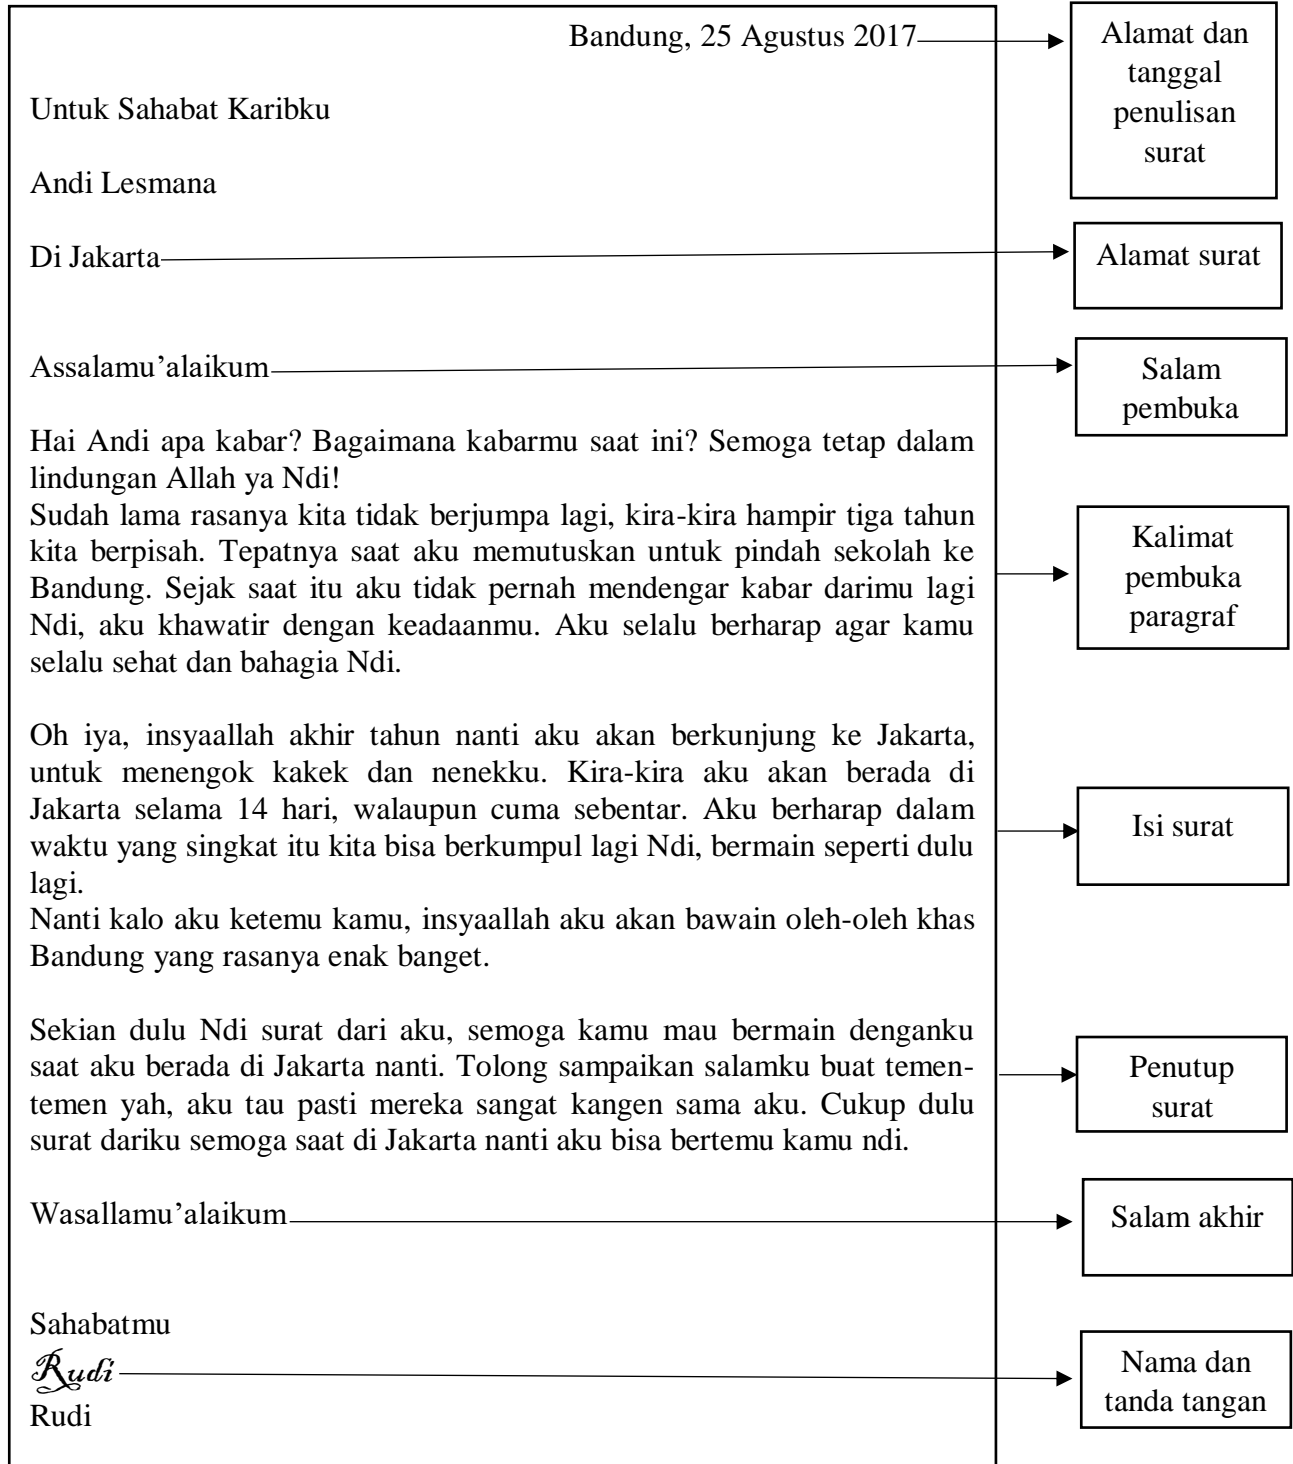 Bandung, 25 Agustus 2017
Alamat dan
tanggal
penulisan
surat
Untuk Sahabat Karibku
Andi Lesmana
Di Jakarta
Alamat surat
Assalamu’alaikum
Salam
pembuka
Hai Andi apa kabar? Bagaimana kabarmu saat ini? Semoga tetap dalam
lindungan Allah ya Ndi!
Sudah lama rasanya kita tidak berjumpa lagi, kira-kira hampir tiga tahun
kita berpisah. Tepatnya saat aku memutuskan untuk pindah sekolah ke
Bandung. Sejak saat itu aku tidak pernah mendengar kabar darimu lagi
Ndi, aku khawatir dengan keadaanmu. Aku selalu berharap agar kamu
selalu sehat dan bahagia Ndi.
Kalimat
pembuka
paragraf
Oh iya, insyaallah akhir tahun nanti aku akan berkunjung ke Jakarta,
untuk menengok kakek dan nenekku. Kira-kira aku akan berada di
Jakarta selama 14 hari, walaupun cuma sebentar. Aku berharap dalam
waktu yang singkat itu kita bisa berkumpul lagi Ndi, bermain seperti dulu
lagi.
Nanti kalo aku ketemu kamu, insyaallah aku akan bawain oleh-oleh khas
Bandung yang rasanya enak banget.
Isi surat
Sekian dulu Ndi surat dari aku, semoga kamu mau bermain denganku
saat aku berada di Jakarta nanti. Tolong sampaikan salamku buat temen-
temen yah, aku tau pasti mereka sangat kangen sama aku. Cukup dulu
surat dariku semoga saat di Jakarta nanti aku bisa bertemu kamu ndi.
Penutup
surat
Wasallamu’alaikum
Salam akhir
Sahabatmu
Rudi
Rudi
Nama dan
tanda tangan